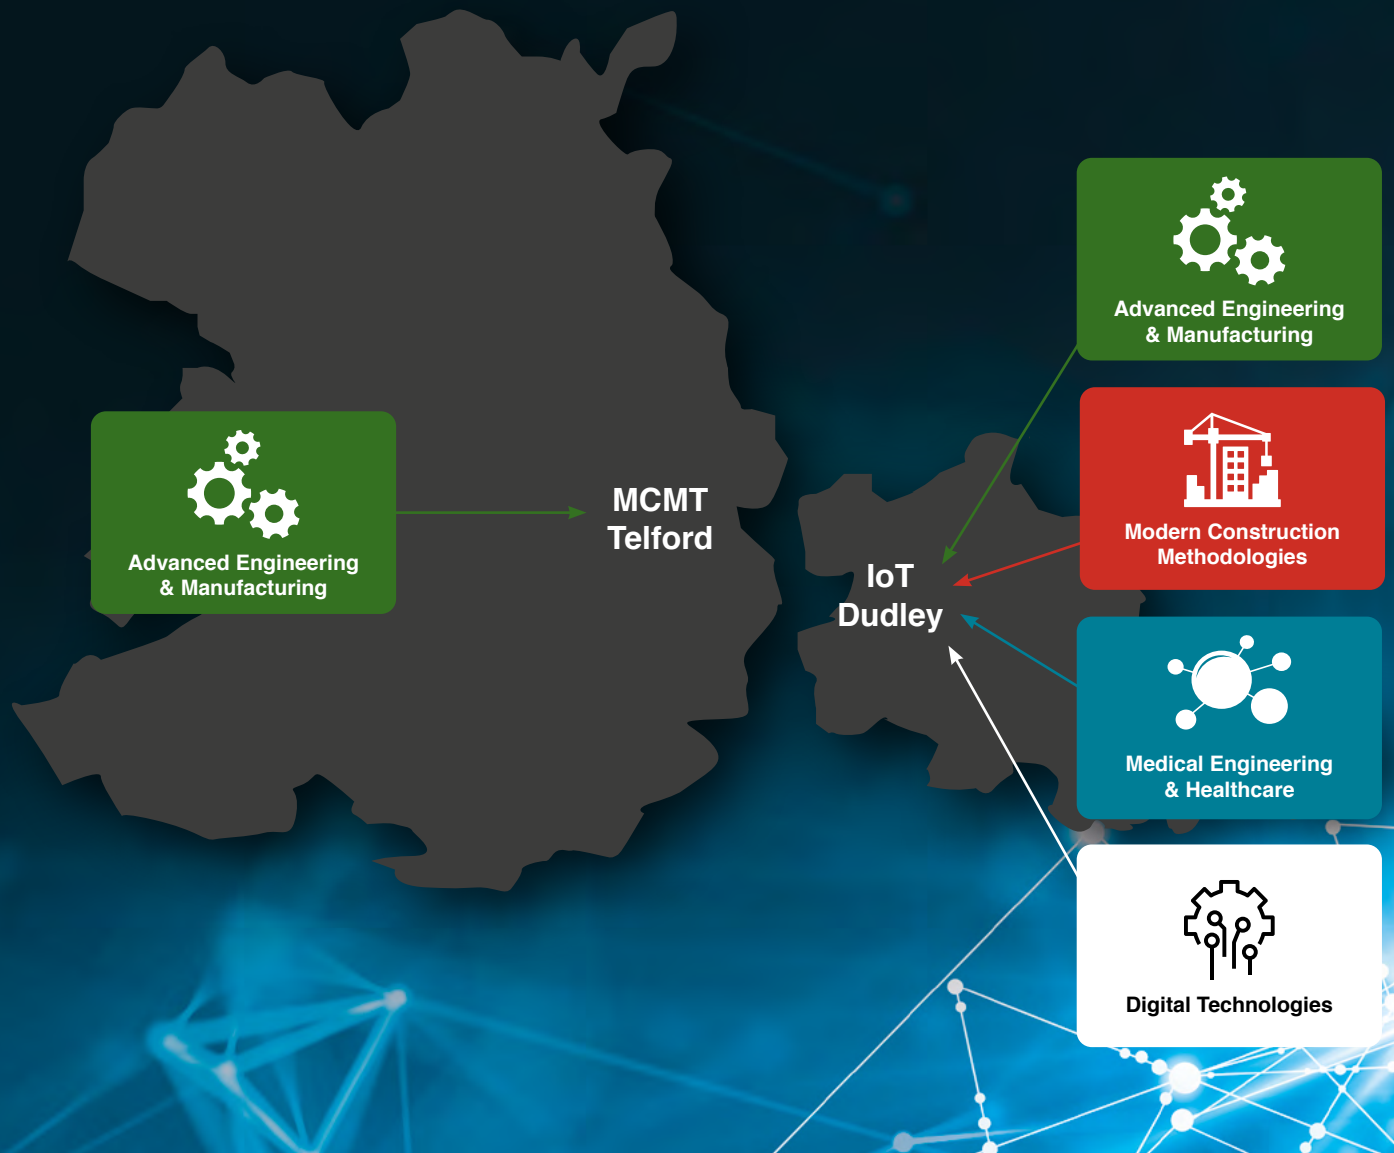 Advanced Engineering
& Manufacturing
MCMT
Telford
IoT
Dudley
Advanced Engineering
& Manufacturing
Modern Construction
Methodologies
Medical Engineering
& Healthcare
Digital Technologies